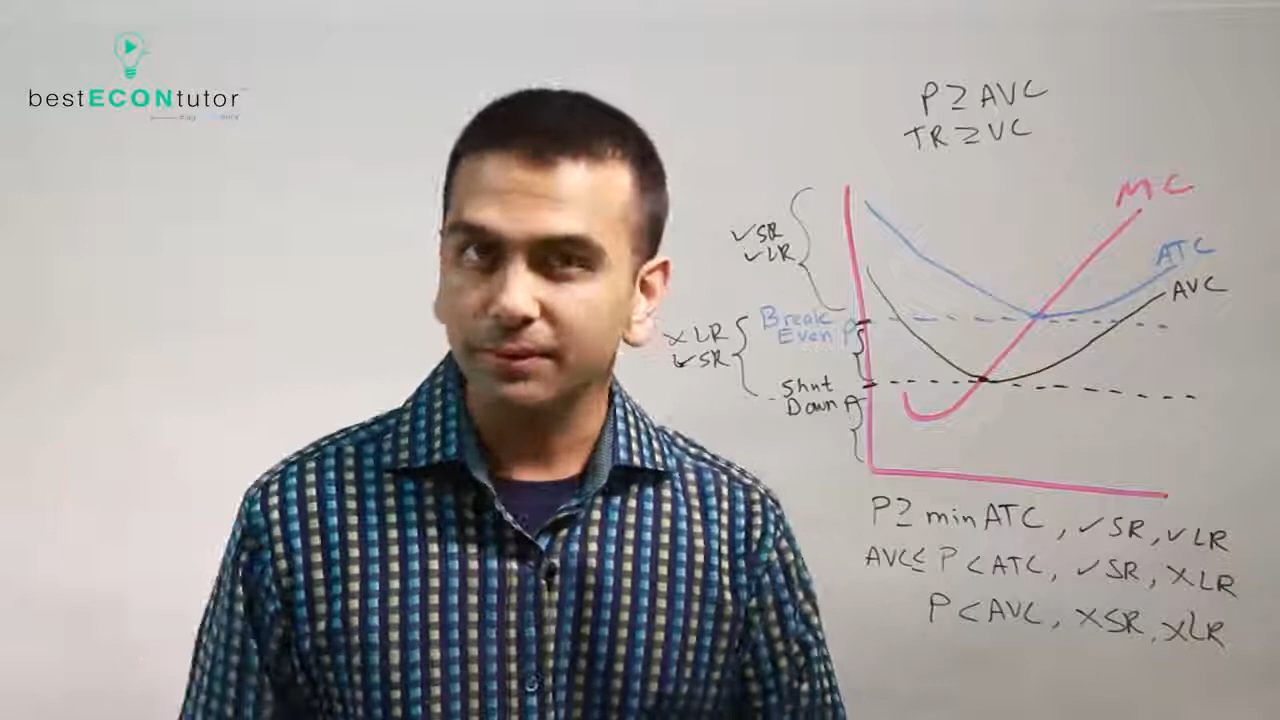 bestECONtutor
P ≥ AVC
TR ≥ VC
MC
ATC
AVC
✓ SR
✓ LR
Break
Even P
X LR
✓ SR
Shut
Down
P ≥ min ATC, ✓ SR, ✓ LR
AVC ≤ P < ATC, ✓ SR, X LR
P < AVC, X SR, X LR